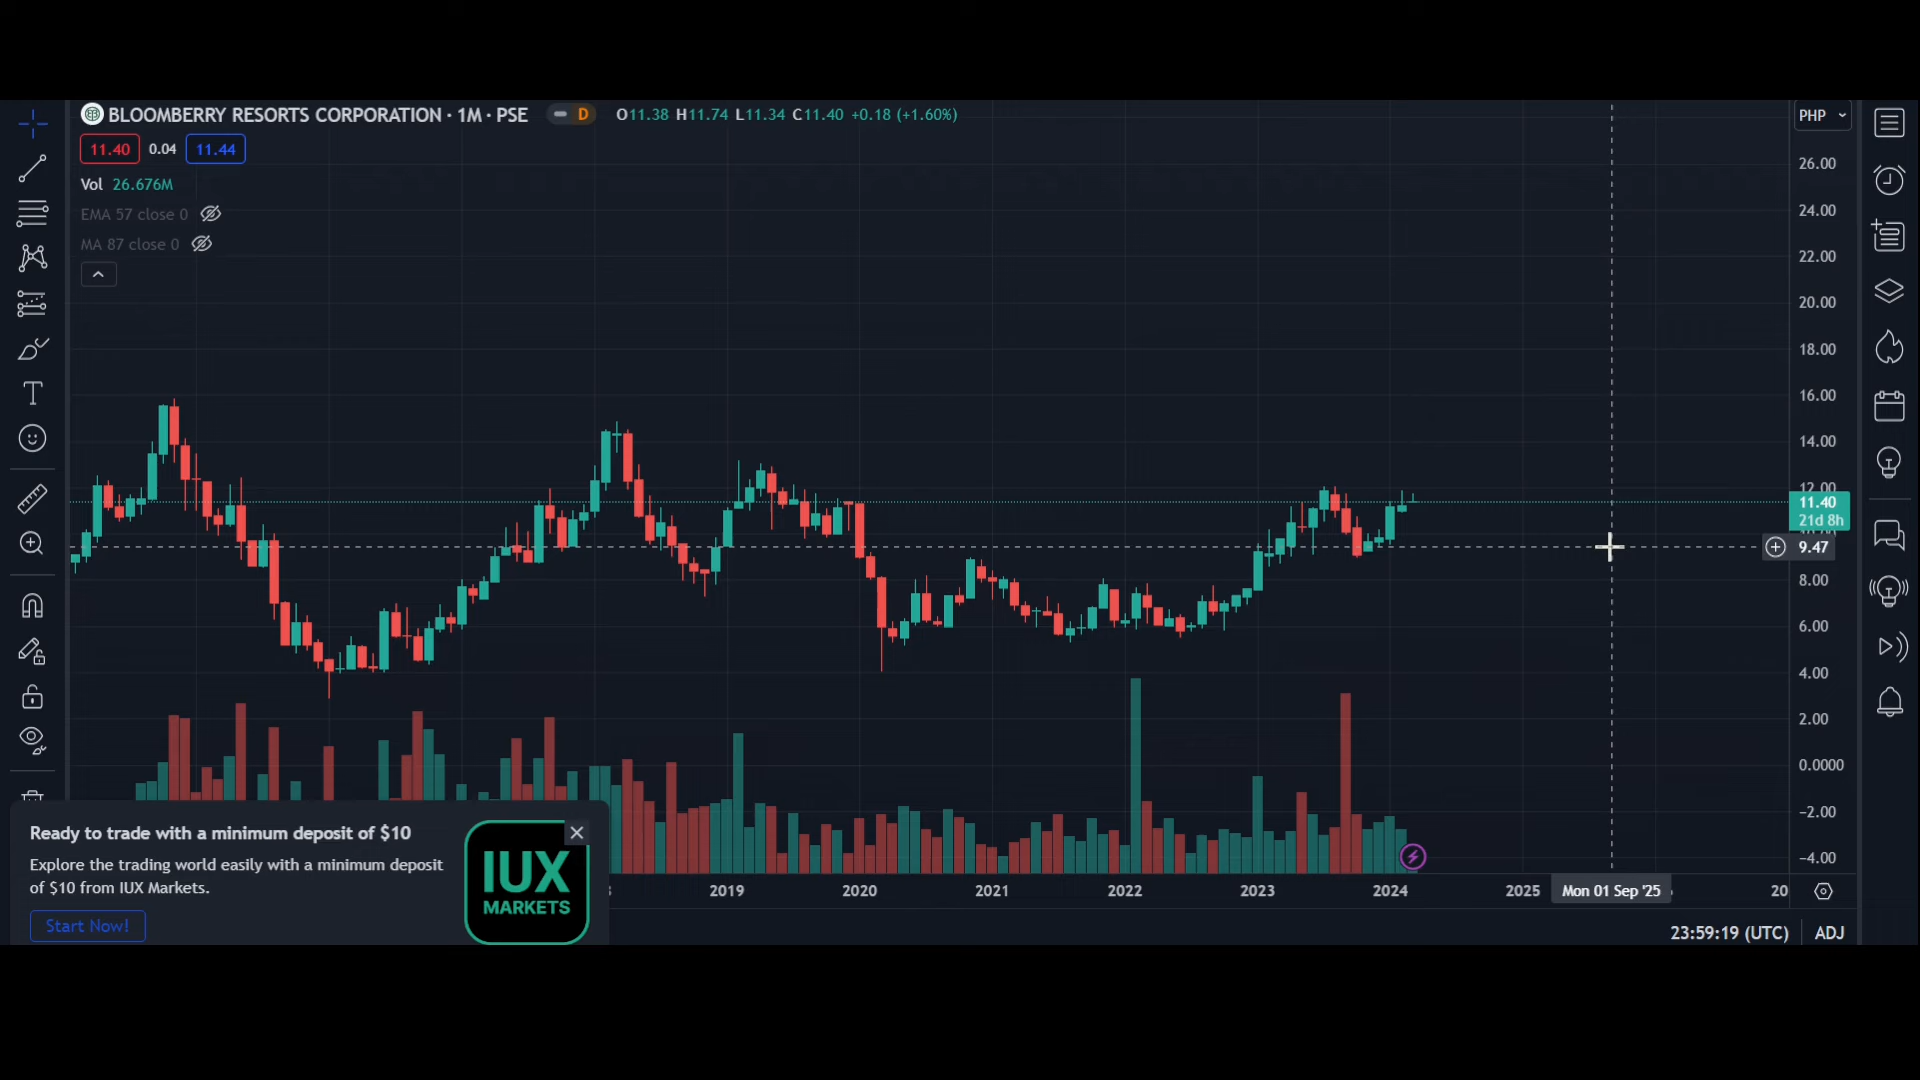 BLOOMBERRY RESORTS CORPORATION · 1M · PSE D O11.38 H11.74 L11.34 C11.40 +0.18 (+1.60%)
PHP
11.40 0.04 11.44
Vol 26.676M
EMA 57 close 0
MA 87 close 0
26.00
24.00
22.00
20.00
18.00
16.00
14.00
12.00
11.40
21d 8h
9.47
8.00
6.00
4.00
2.00
0.0000
−2.00
−4.00
Ready to trade with a minimum deposit of $10
Explore the trading world easily with a minimum deposit
of $10 from IUX Markets.
Start Now!
IUX
MARKETS
2019 2020 2021 2022 2023 2024 2025 Mon 01 Sep '25 20
23:59:19 (UTC) ADJ